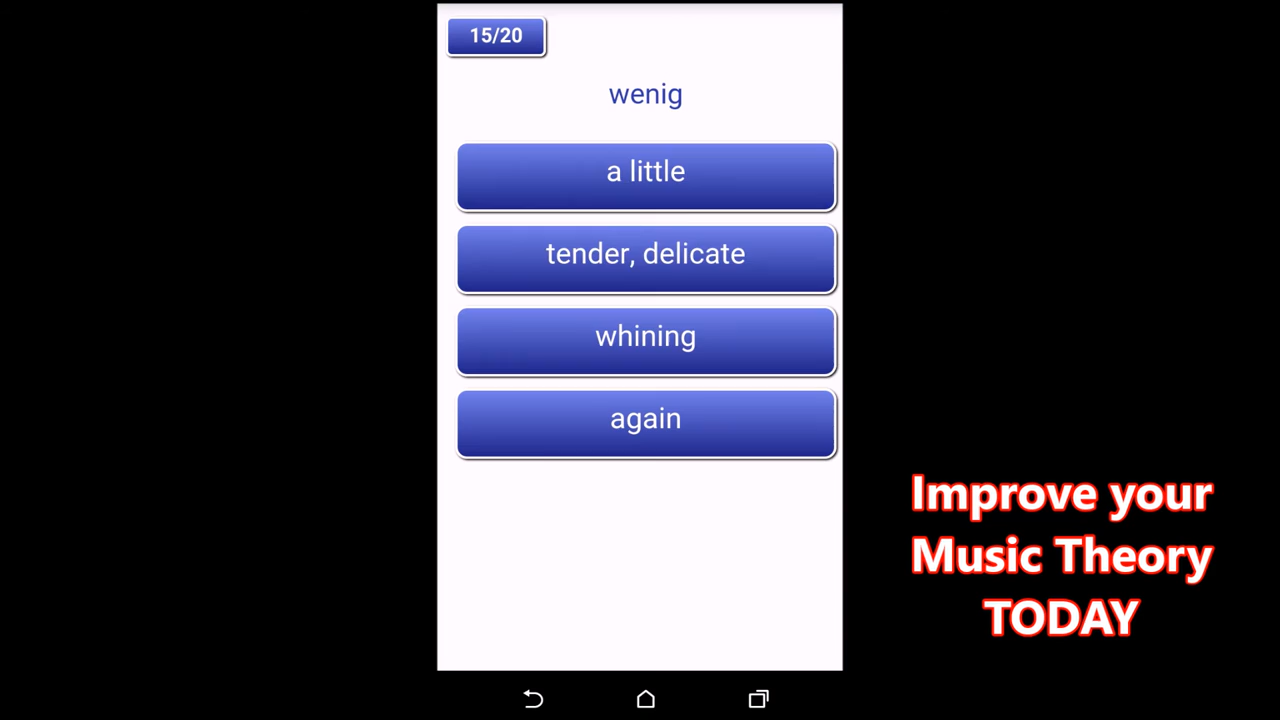 15/20
wenig
a little
tender, delicate
whining
again
Improve your
Music Theory
TODAY